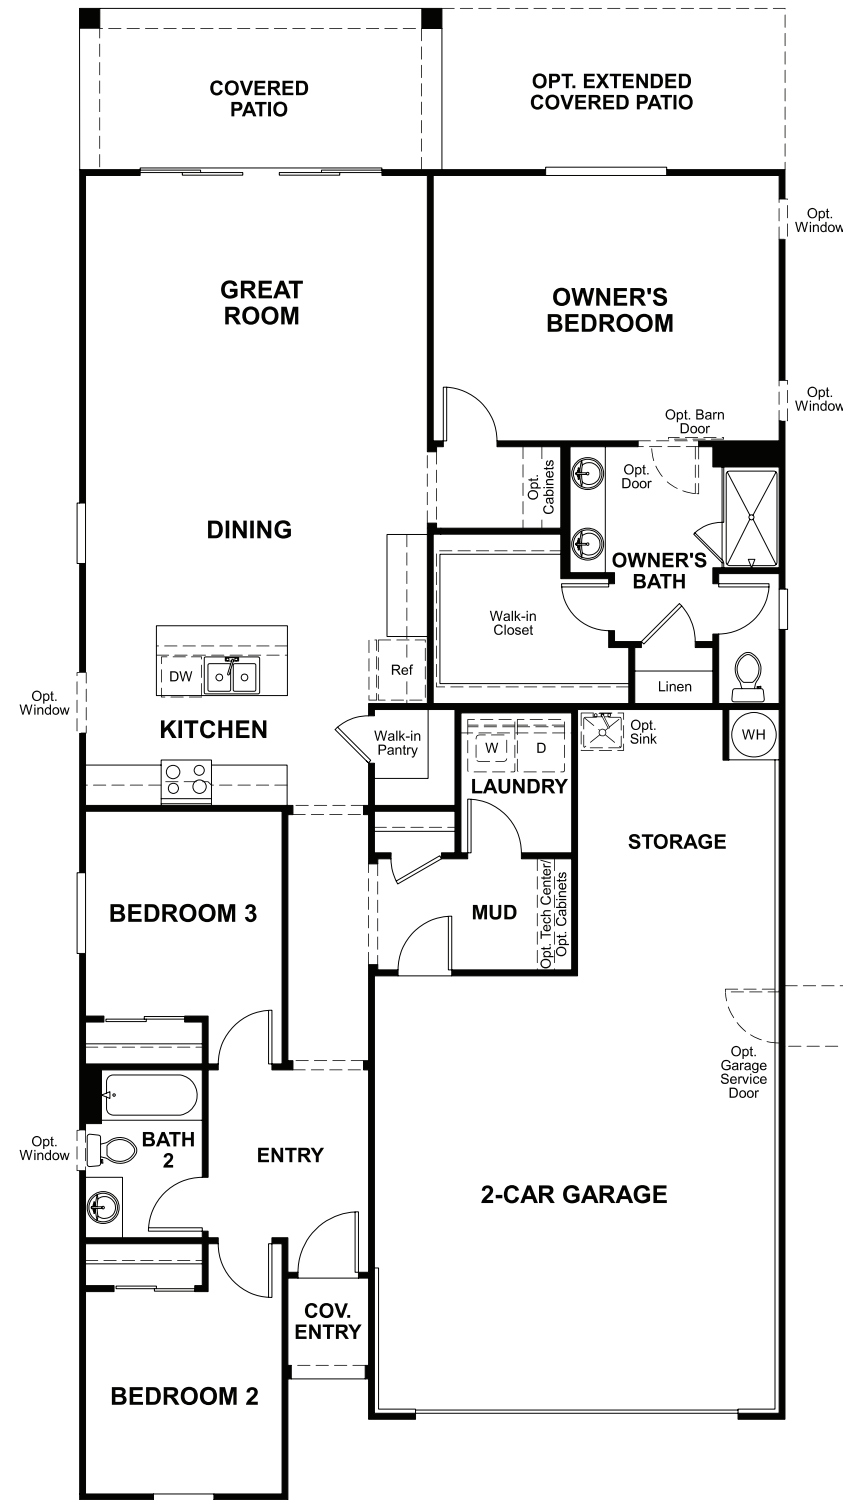 COVERED
PATIO
OPT. EXTENDED
COVERED PATIO
Opt.
Window
GREAT
ROOM
OWNER'S
BEDROOM
Opt.
Window
Opt. Barn
Door
Opt.
Door
Opt.
Cabinets
DINING
OWNER'S
BATH
Walk-in
Closet
DW
Ref
Linen
Opt.
Window
KITCHEN
Walk-in
Pantry
W
D
Opt.
Sink
WH
LAUNDRY
STORAGE
BEDROOM 3
MUD
Opt. Tech Center/
Opt. Cabinets
Opt.
Garage
Service
Door
Opt.
Window
BATH
2
ENTRY
2-CAR GARAGE
COV.
ENTRY
BEDROOM 2